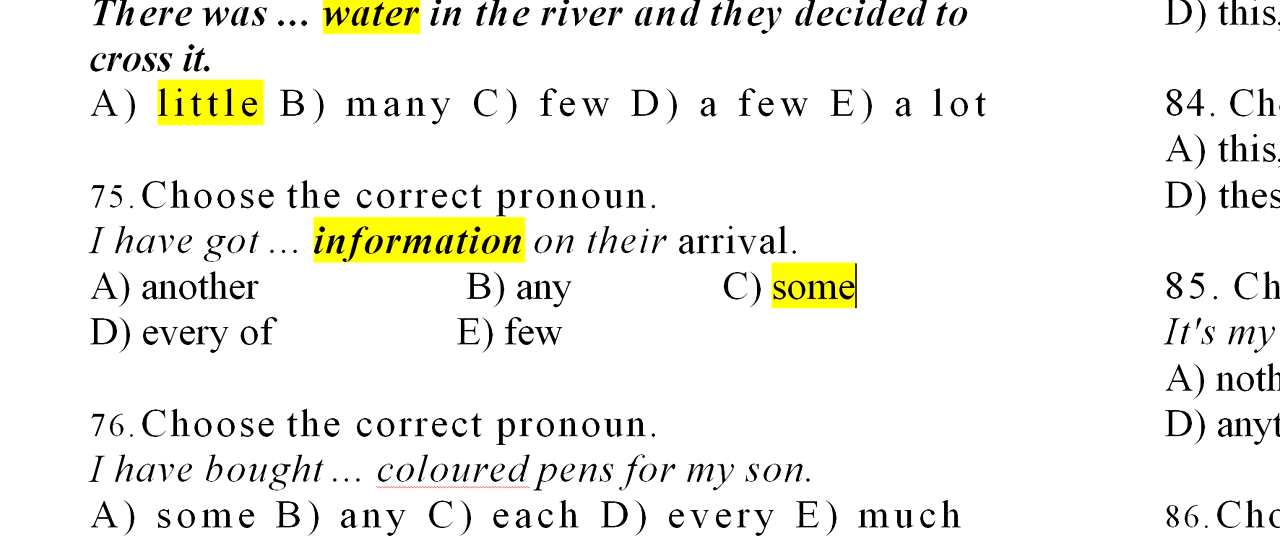 There was ... water in the river and they decided to
cross it.
A) little B) many C) few D) a few E) a lot
75. Choose the correct pronoun.
I have got ... information on their arrival.
A) another B) any C) some
D) every of E) few
76. Choose the correct pronoun.
I have bought ... coloured pens for my son.
A) some B) any C) each D) every E) much
D) this,
84. Ch
A) this,
D) thes
85. Ch
It's my
A) noth
D) anyt
86. Cho